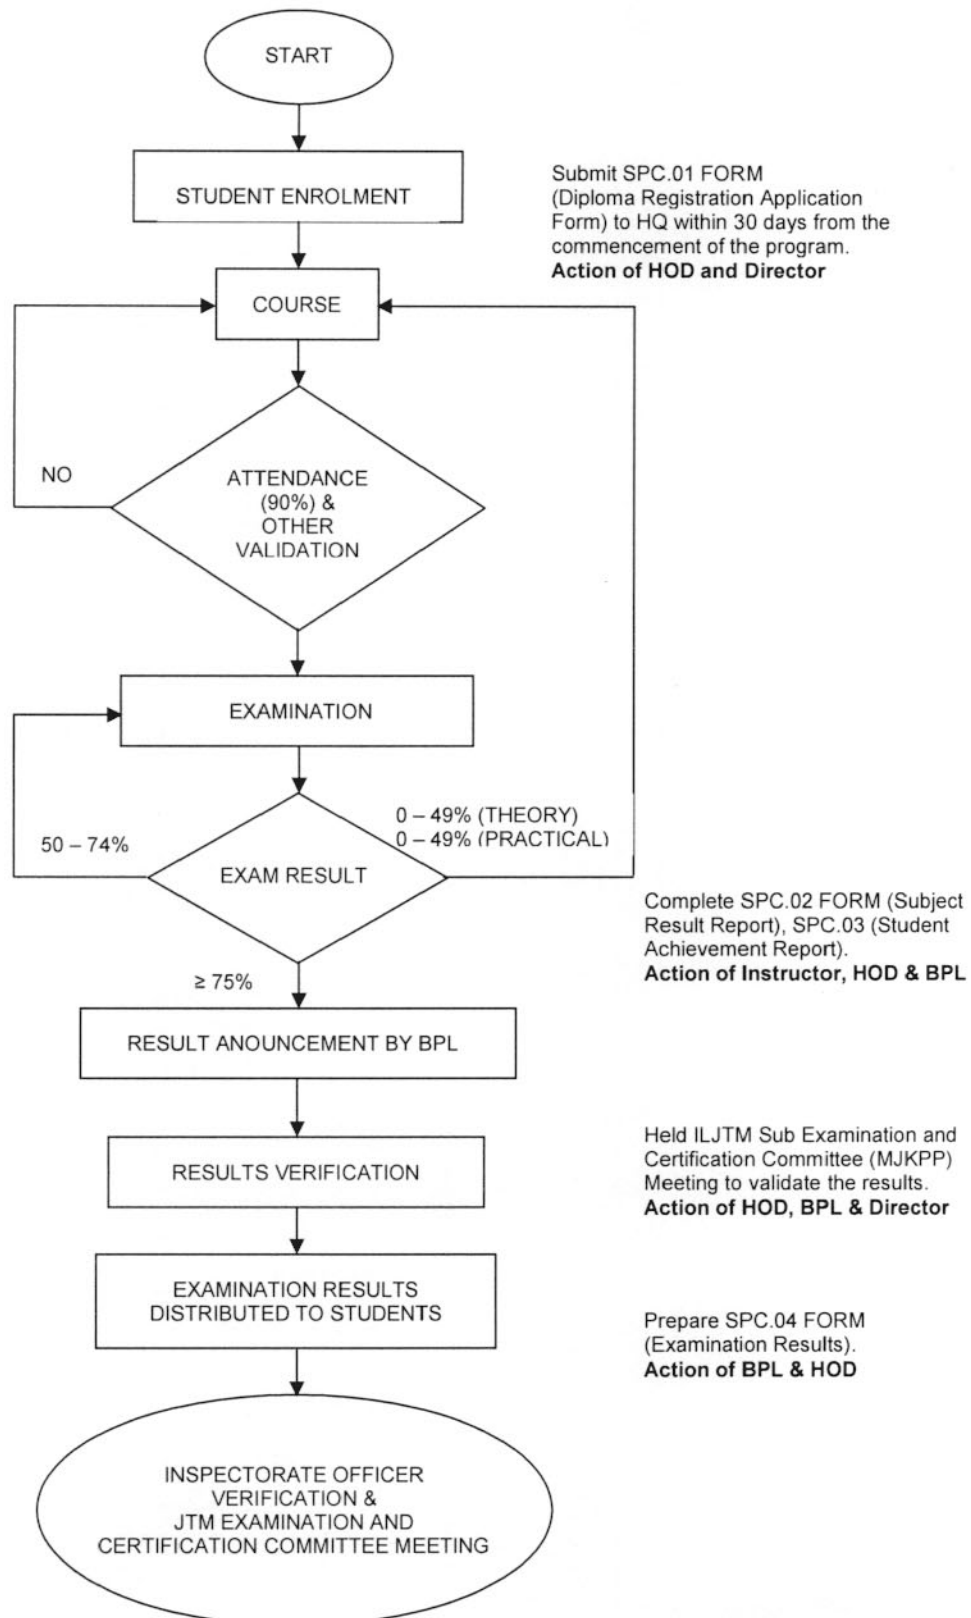 START
STUDENT ENROLMENT
Submit SPC.01 FORM
(Diploma Registration Application
Form) to HQ within 30 days from the
commencement of the program.
Action of HOD and Director
COURSE
NO
ATTENDANCE
(90%) &
OTHER
VALIDATION
EXAMINATION
0 – 49% (THEORY)
0 – 49% (PRACTICAL)
50 – 74%
EXAM RESULT
Complete SPC.02 FORM (Subject
Result Report), SPC.03 (Student
Achievement Report).
Action of Instructor, HOD & BPL
≥ 75%
RESULT ANOUNCEMENT BY BPL
Held ILJTM Sub Examination and
Certification Committee (MJKPP)
Meeting to validate the results.
Action of HOD, BPL & Director
RESULTS VERIFICATION
EXAMINATION RESULTS
DISTRIBUTED TO STUDENTS
Prepare SPC.04 FORM
(Examination Results).
Action of BPL & HOD
INSPECTORATE OFFICER
VERIFICATION &
JTM EXAMINATION AND
CERTIFICATION COMMITTEE MEETING